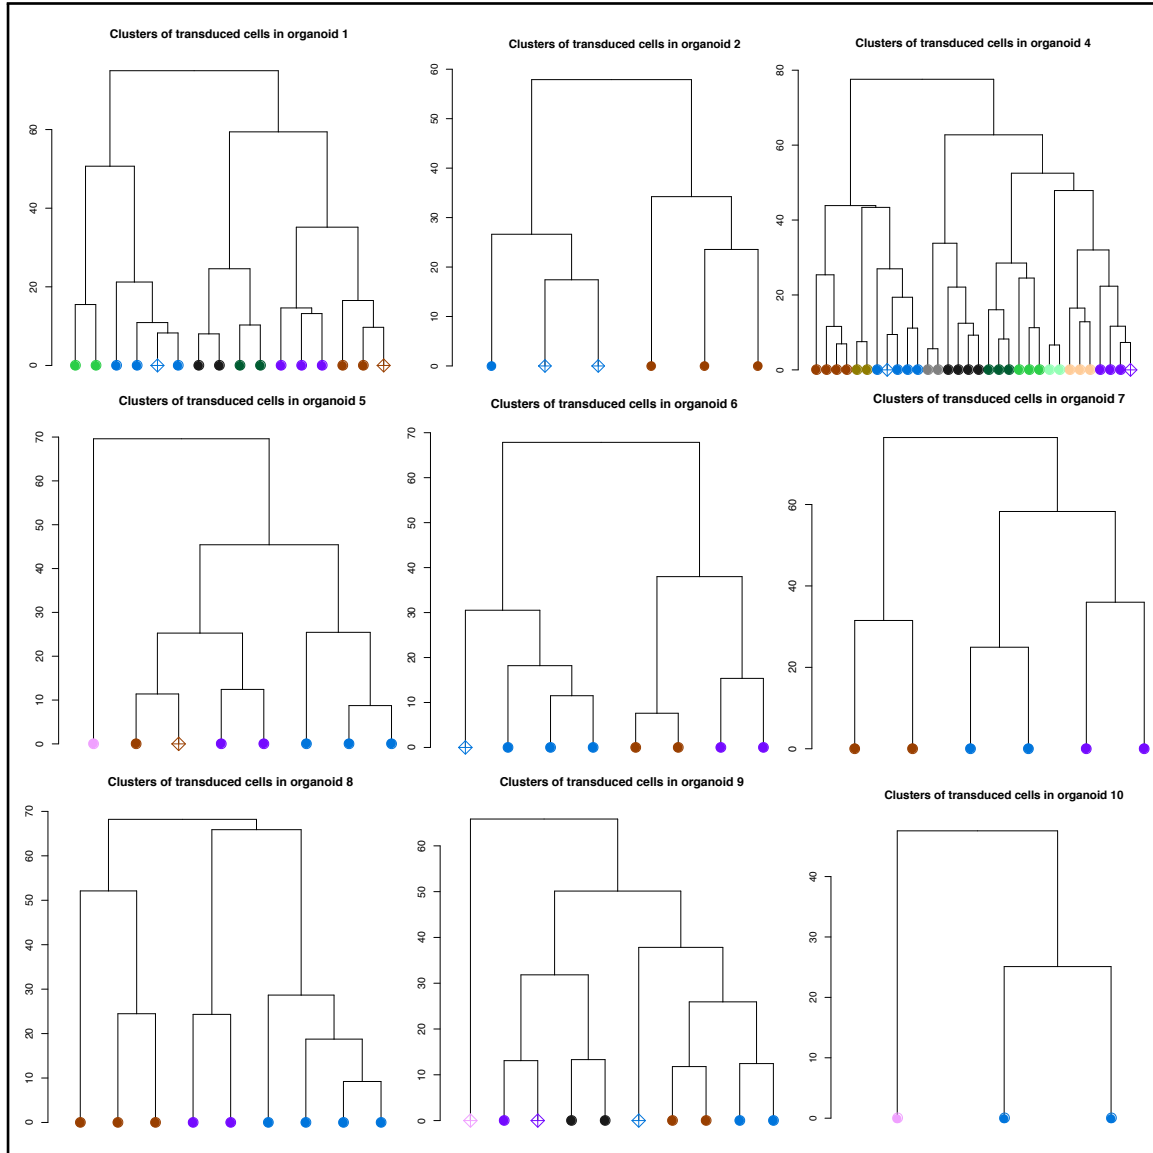 Clusters of transduced cells in organoid 1
0 20 40 60
Clusters of transduced cells in organoid 2
0 10 20 30 40 50 60
Clusters of transduced cells in organoid 4
0 20 40 60 80
Clusters of transduced cells in organoid 5
0 10 20 30 40 50 60 70
Clusters of transduced cells in organoid 6
0 10 20 30 40 50 60 70
Clusters of transduced cells in organoid 7
0 20 40 60
Clusters of transduced cells in organoid 8
0 10 20 30 40 50 60 70
Clusters of transduced cells in organoid 9
0 10 20 30 40 50 60
Clusters of transduced cells in organoid 10
0 10 20 30 40